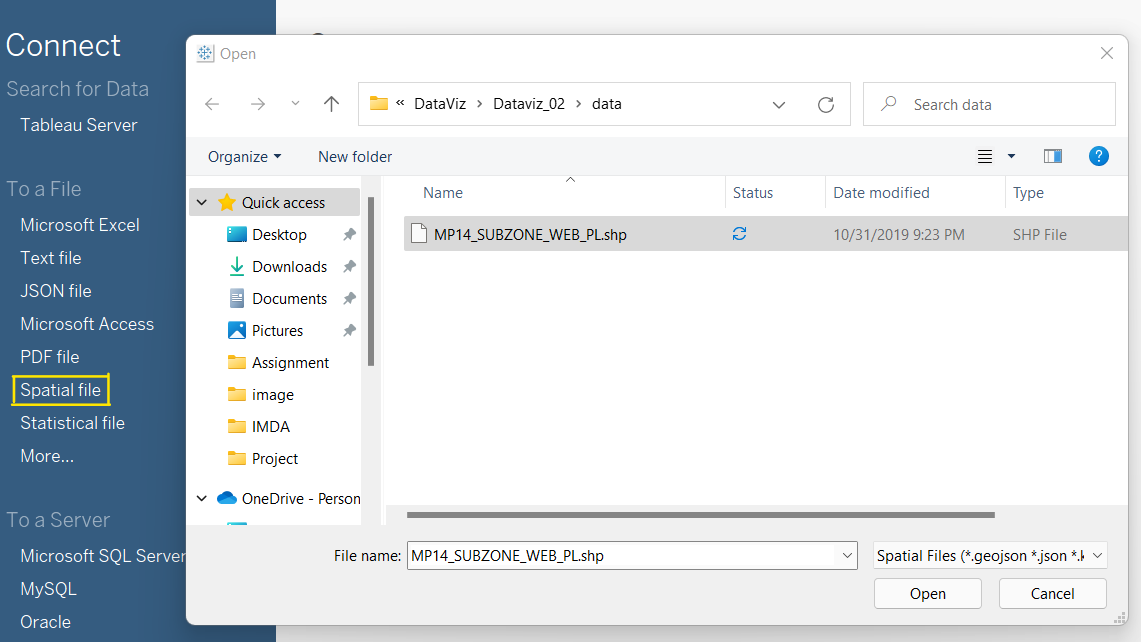 Connect
Search for Data
Tableau Server
To a File
Microsoft Excel
Text file
JSON file
Microsoft Access
PDF file
Spatial file
Statistical file
More...
To a Server
Microsoft SQL Server
MySQL
Oracle
Open
« DataViz > Dataviz_02 > data
Search data
Organize
New folder
?
Quick access
Desktop
Downloads
Documents
Pictures
Assignment
image
IMDA
Project
OneDrive - Person
Name Status Date modified Type
MP14_SUBZONE_WEB_PL.shp 10/31/2019 9:23 PM SHP File
File name: MP14_SUBZONE_WEB_PL.shp
Spatial Files (*.geojson *.json *.k
Open Cancel